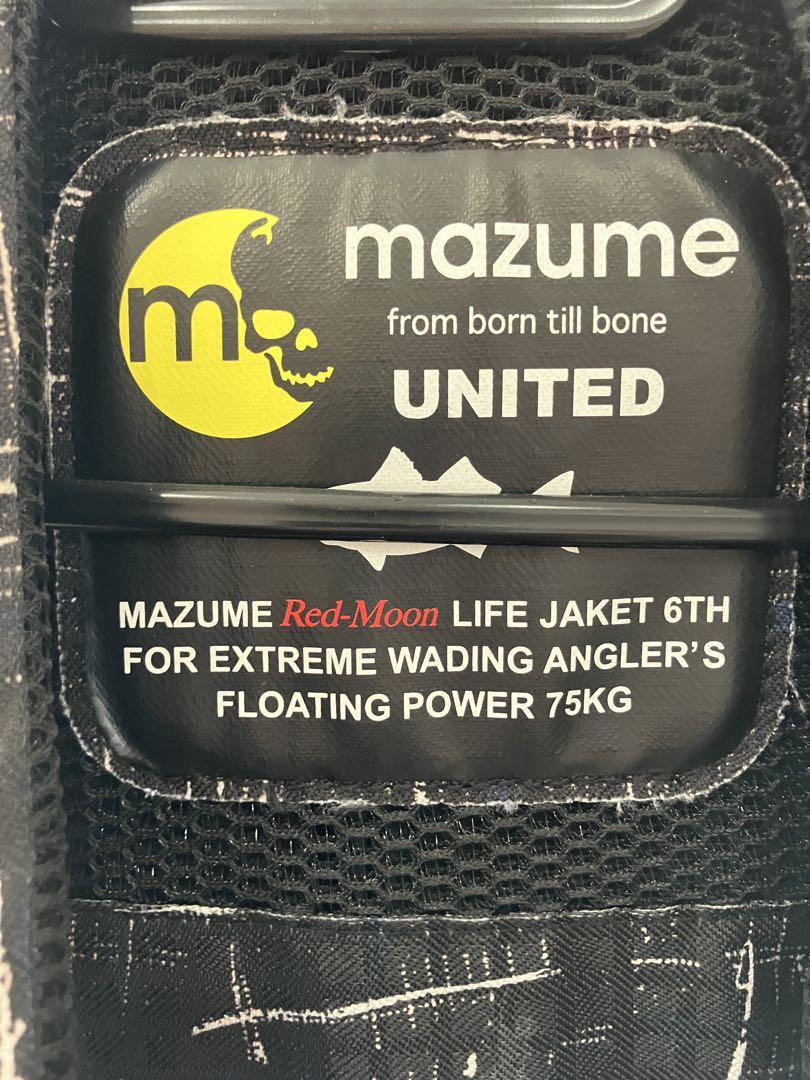 m
mazume
from born till bone
UNITED
MAZUME Red-Moon LIFE JAKET 6TH
FOR EXTREME WADING ANGLER'S
FLOATING POWER 75KG